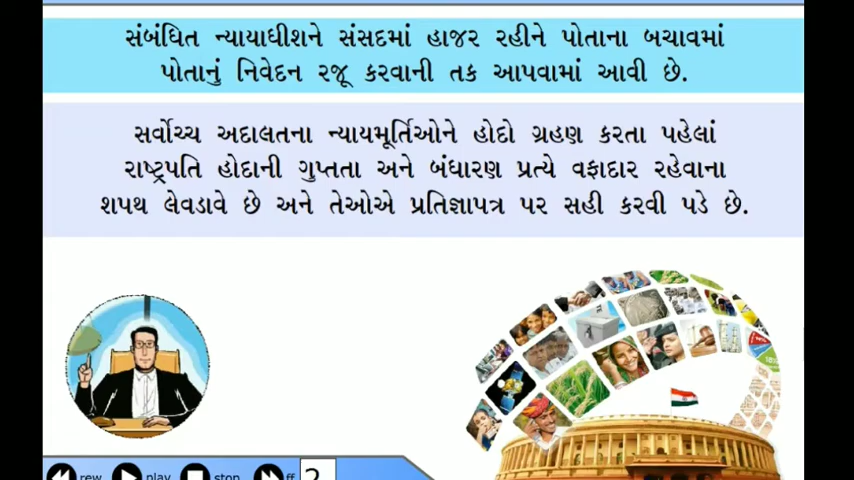 સંબંધિત ન્યાયાધીશને સંસદમાં હાજર રહીને પોતાના બચાવમાં
પોતાનું નિવેદન રજૂ કરવાની તક આપવામાં આવી છે.
સર્વોચ્ચ અદાલતના ન્યાયમૂર્તિઓને હોદો ગ્રહણ કરતા પહેલાં
રાષ્ટ્રપતિ હોદાની ગુપ્તતા અને બંધારણ પ્રત્યે વફાદાર રહેવાના
શપથ લેવડાવે છે અને તેઓએ પ્રતિજ્ઞાપત્ર પર સહી કરવી પડે છે.
rew play stop ff 2